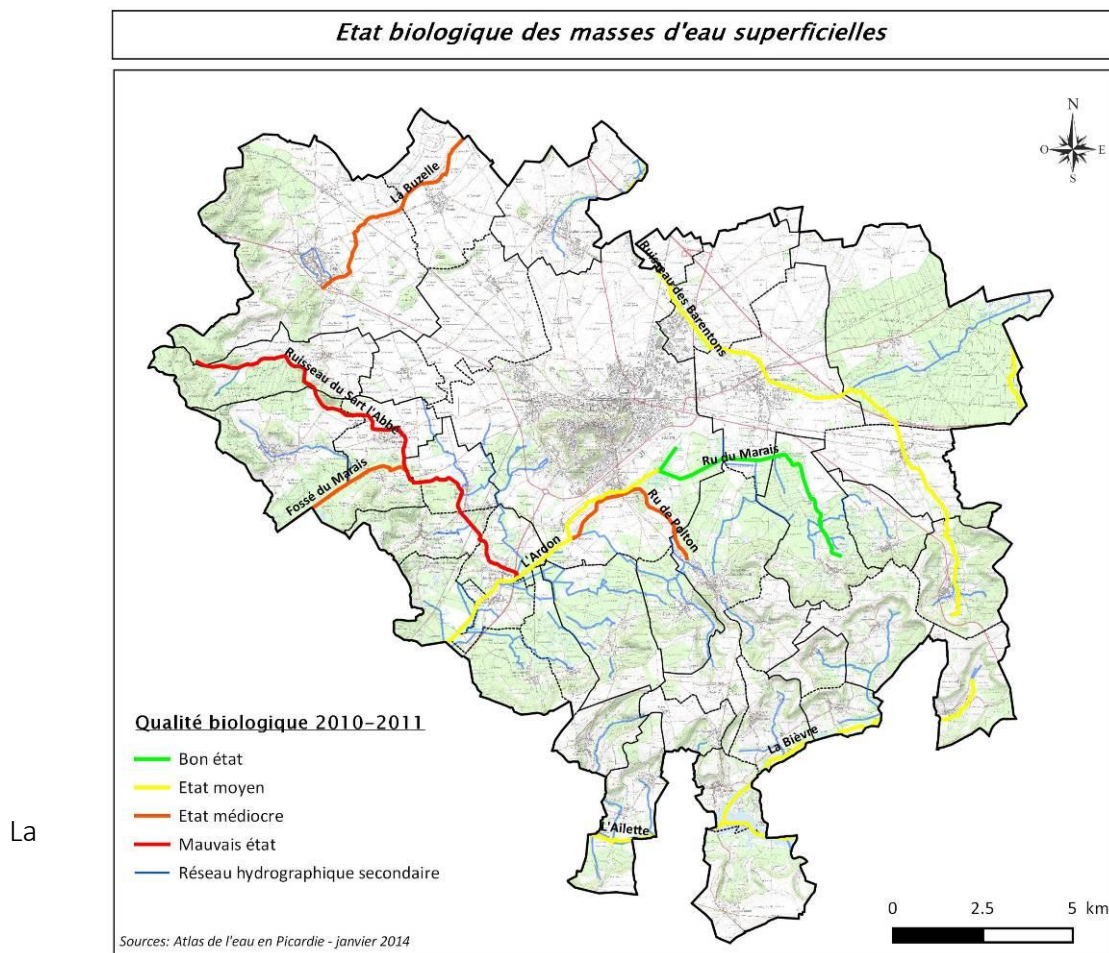 Etat biologique des masses d'eau superficielles
N
O
E
S
La Buzelle
Ruisseau des Barentons
Ruisseau du Sart l'Abbé
Fossé du Marais
Ru du Marais
Ru de Polton
L'Ardon
La Bièvre
L'Ailette
Qualité biologique 2010-2011
Bon état
Etat moyen
Etat médiocre
Mauvais état
Réseau hydrographique secondaire
La
0 2.5 5 km
Sources: Atlas de l'eau en Picardie - janvier 2014